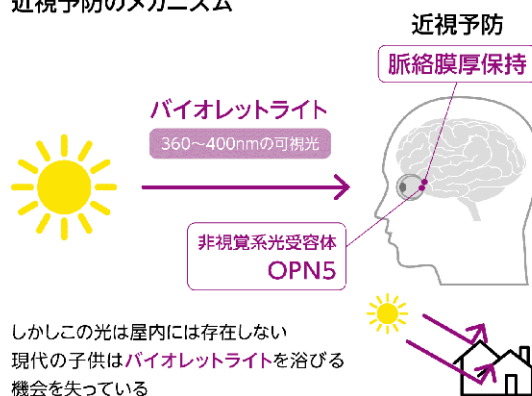 近視予防のメカニズム
近視予防
脈絡膜厚保持
バイオレットライト
360〜400nmの可視光
非視覚系光受容体
OPN5
しかしこの光は屋内には存在しない
現代の子供はバイオレットライトを浴びる
機会を失っている